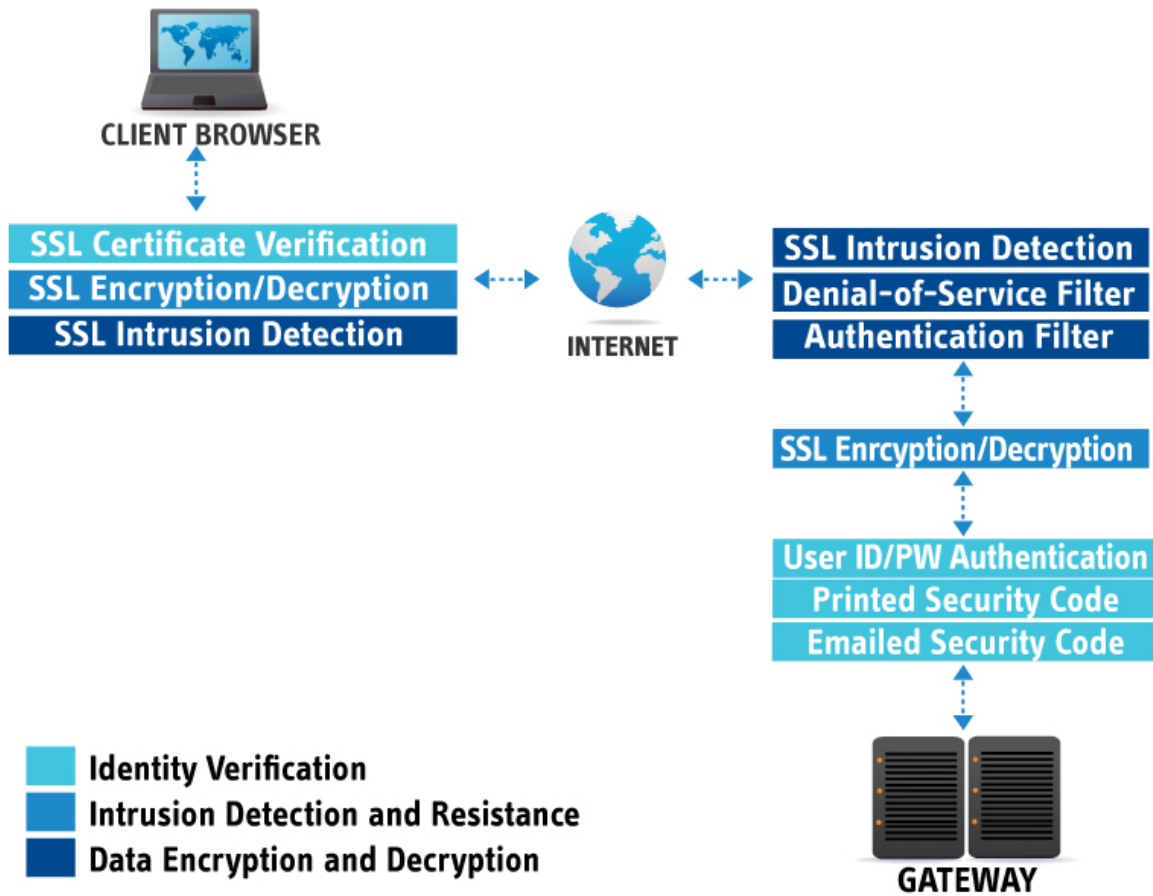 CLIENT BROWSER
SSL Certificate Verification
SSL Encryption/Decryption
SSL Intrusion Detection
INTERNET
SSL Intrusion Detection
Denial-of-Service Filter
Authentication Filter
SSL Enrcyption/Decryption
User ID/PW Authentication
Printed Security Code
Emailed Security Code
GATEWAY
Identity Verification
Intrusion Detection and Resistance
Data Encryption and Decryption